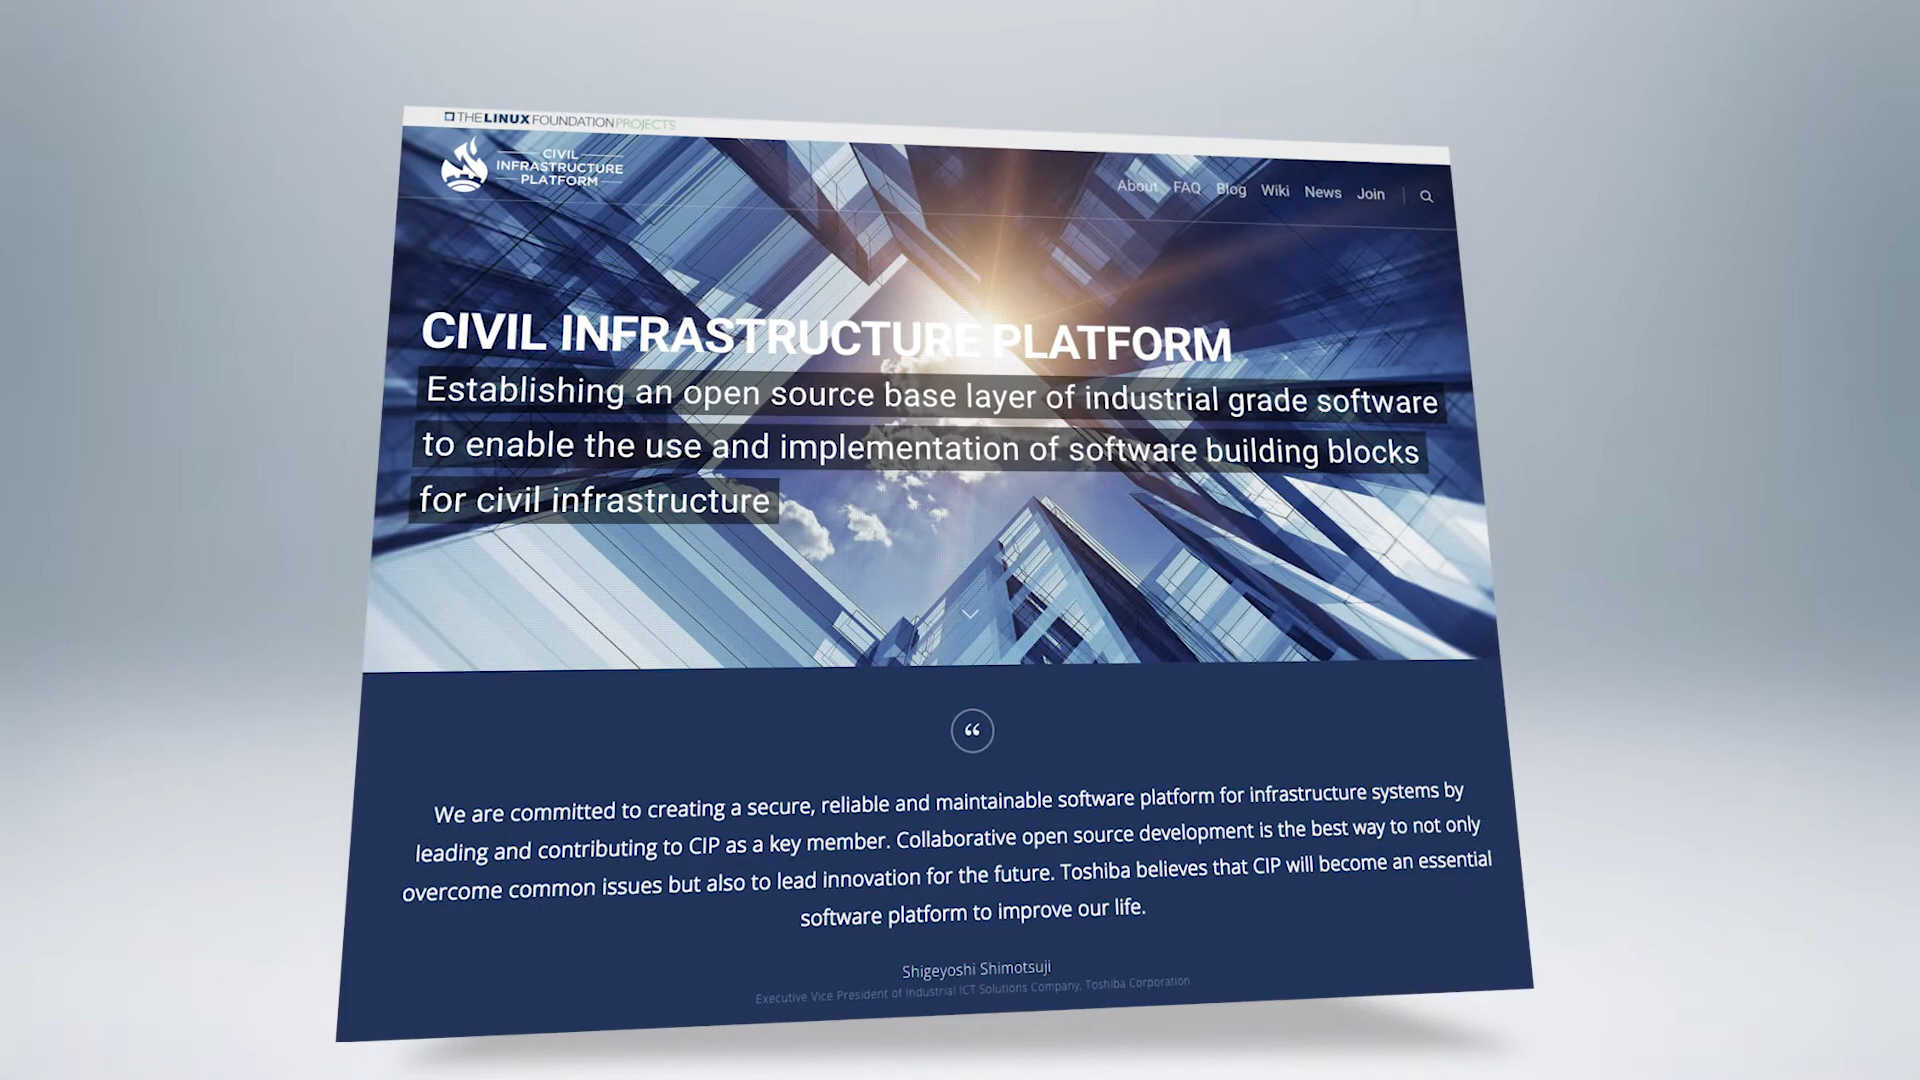 THE LINUX FOUNDATION PROJECTS
CIVIL
INFRASTRUCTURE
PLATFORM
About FAQ Blog Wiki News Join
CIVIL INFRASTRUCTURE PLATFORM
Establishing an open source base layer of industrial grade software
to enable the use and implementation of software building blocks
for civil infrastructure
“
We are committed to creating a secure, reliable and maintainable software platform for infrastructure systems by
leading and contributing to CIP as a key member. Collaborative open source development is the best way to not only
overcome common issues but also to lead innovation for the future. Toshiba believes that CIP will become an essential
software platform to improve our life.
Shigeyoshi Shimotsuji
Executive Vice President of Industrial ICT Solutions Company, Toshiba Corporation